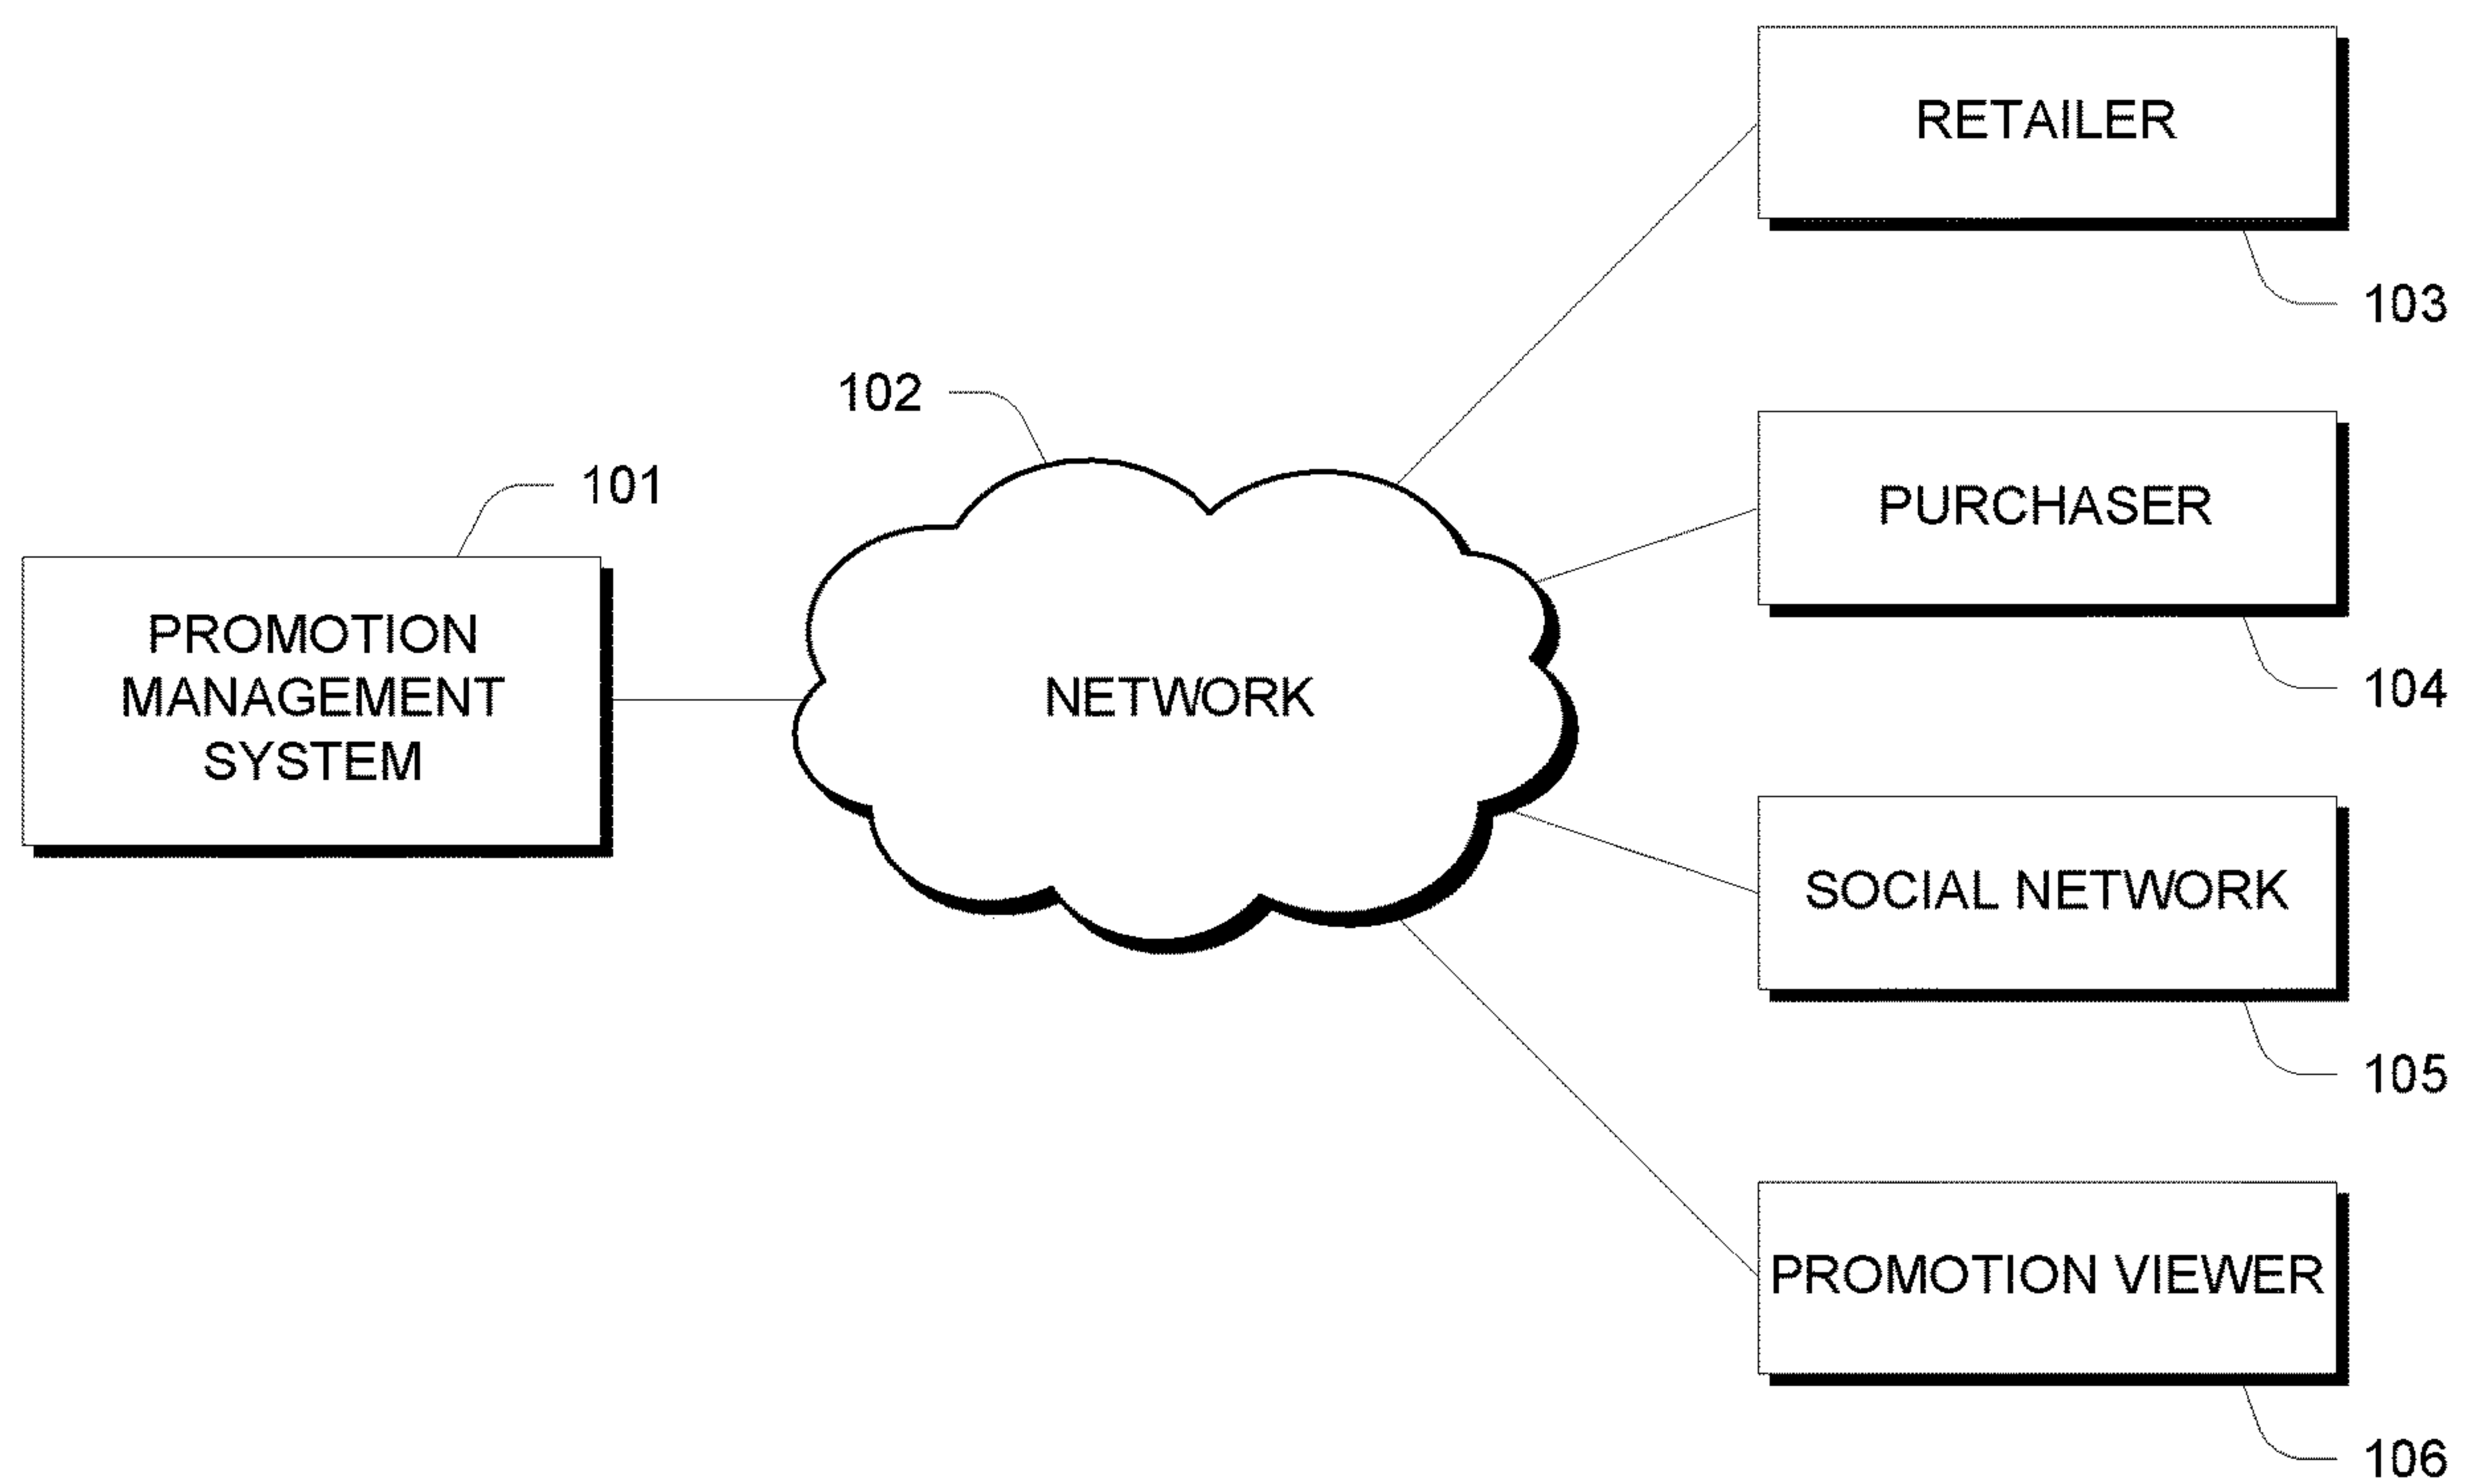 RETAILER
103
102
PURCHASER
101
104
PROMOTION
MANAGEMENT
SYSTEM
NETWORK
SOCIAL NETWORK
105
PROMOTION VIEWER
106